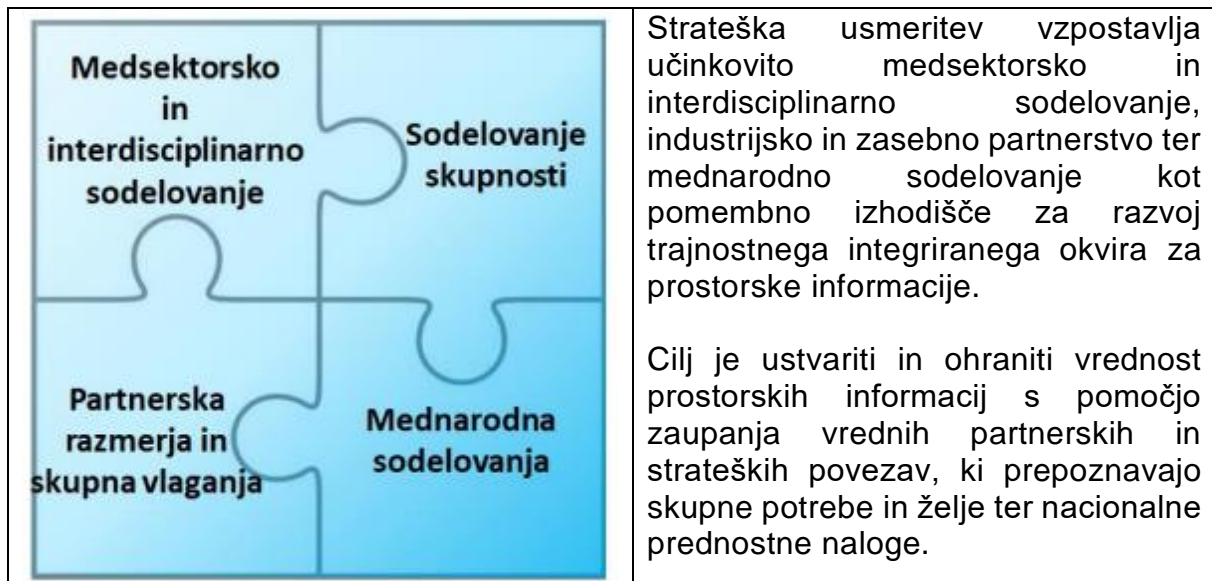 Medsektorsko
in
interdisciplinarno
sodelovanje
Sodelovanje
skupnosti
Partnerska
razmerja in
skupna vlaganja
Mednarodna
sodelovanja
Strateška usmeritev vzpostavlja
učinkovito medsektorsko in
interdisciplinarno sodelovanje,
industrijsko in zasebno partnerstvo ter
mednarodno sodelovanje kot
pomembno izhodišče za razvoj
trajnostnega integriranega okvira za
prostorske informacije.
Cilj je ustvariti in ohraniti vrednost
prostorskih informacij s pomočjo
zaupanja vrednih partnerskih in
strateških povezav, ki prepoznavajo
skupne potrebe in želje ter nacionalne
prednostne naloge.